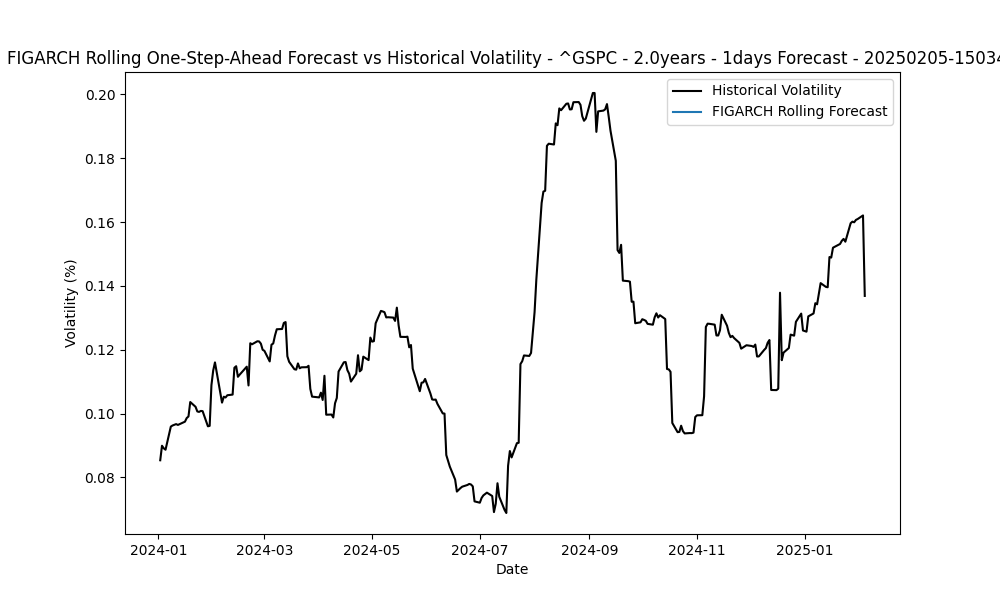 FIGARCH Rolling One-Step-Ahead Forecast vs Historical Volatility - ^GSPC - 2.0years - 1days Forecast - 20250205-15034
Historical Volatility
FIGARCH Rolling Forecast
Volatility (%)
0.20
0.18
0.16
0.14
0.12
0.10
0.08
2024-01 2024-03 2024-05 2024-07 2024-09 2024-11 2025-01
Date